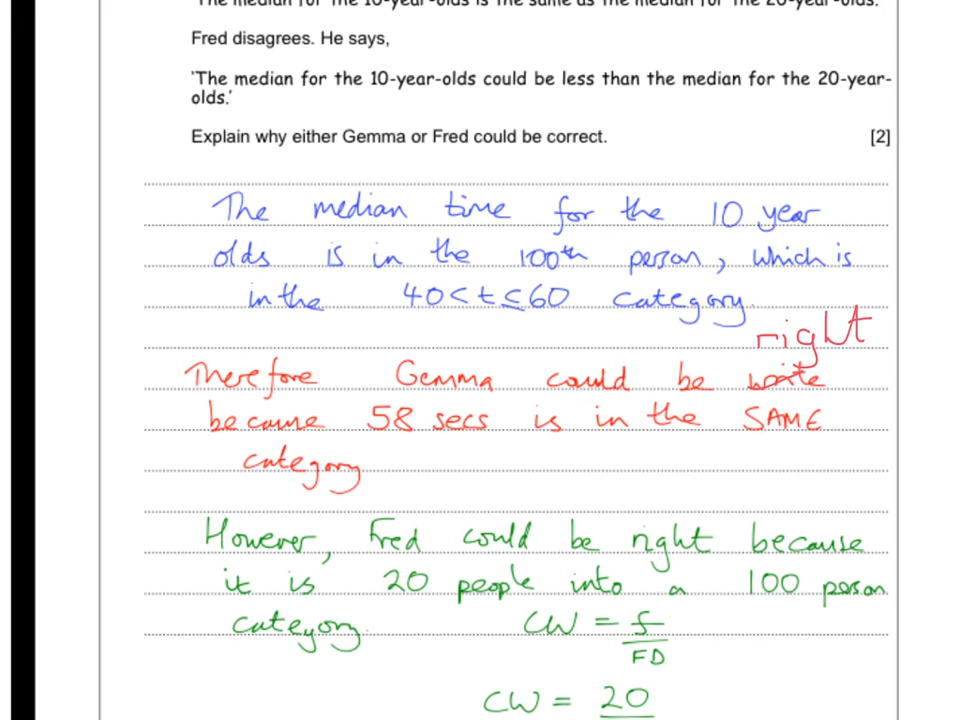 'The median for the 10-year-olds is the same as the median for the 20-year-olds.'
Fred disagrees. He says,
'The median for the 10-year-olds could be less than the median for the 20-year-
olds.'
Explain why either Gemma or Fred could be correct. [2]
The median time for the 10 year
olds is in the 100th person, which is
in the 40<t≤60 category.
right
Therefore Gemma could be write
because 58 secs is in the SAME
category
However, Fred could be right because
it is 20 people into a 100 person
category. CW = f
FD
CW = 20